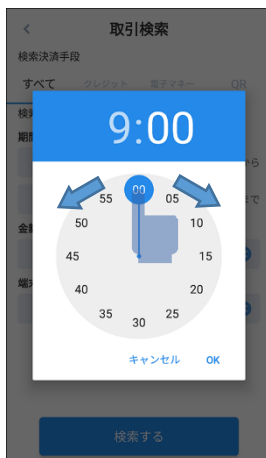 < 取引検索
検索決済手段
すべて クレジット 電子マネー QR
検索
期間
から
まで
金額
端末
9:00
00
55 05
50 10
45 15
40 20
35 25
30
キャンセル OK
検索する